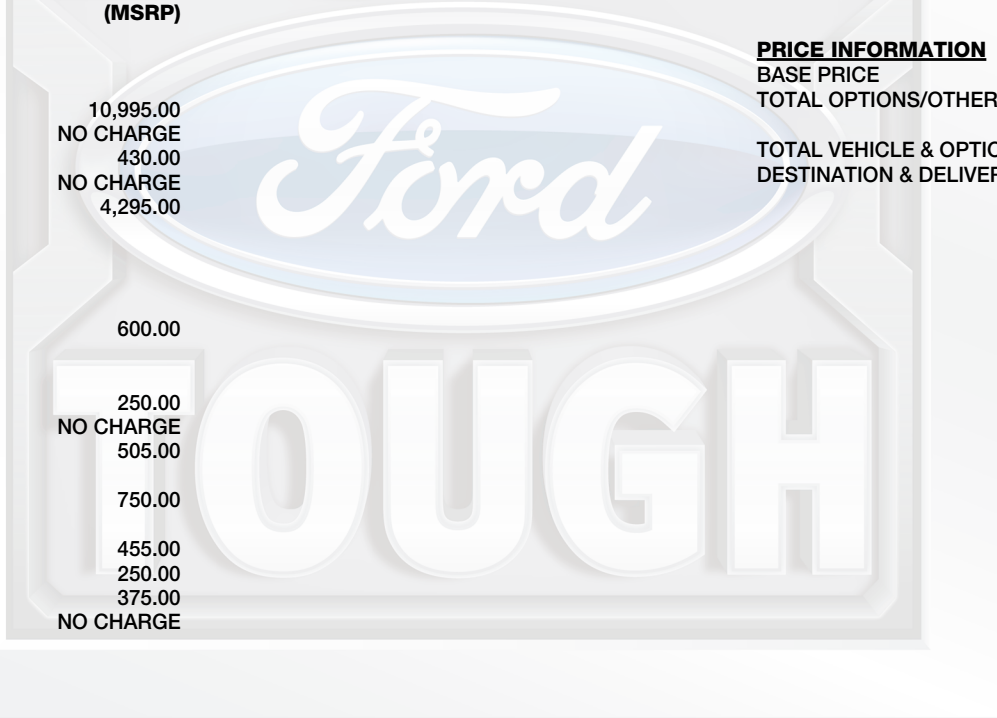 (MSRP)
10,995.00
NO CHARGE
430.00
NO CHARGE
4,295.00
600.00
250.00
NO CHARGE
505.00
750.00
455.00
250.00
375.00
NO CHARGE
PRICE INFORMATION
BASE PRICE
TOTAL OPTIONS/OTHER
TOTAL VEHICLE & OPTIO
DESTINATION & DELIVER
Ford
TOUGH